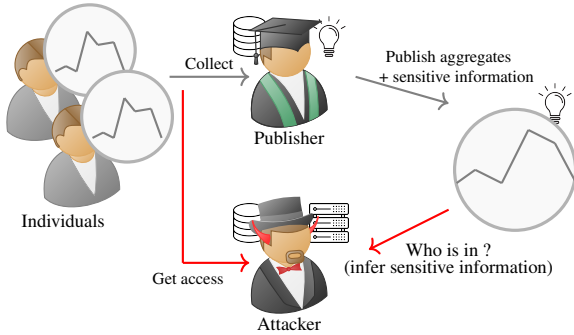 Collect
Publish aggregates
+ sensitive information
Publisher
Individuals
Get access
Who is in ?
(infer sensitive information)
Attacker